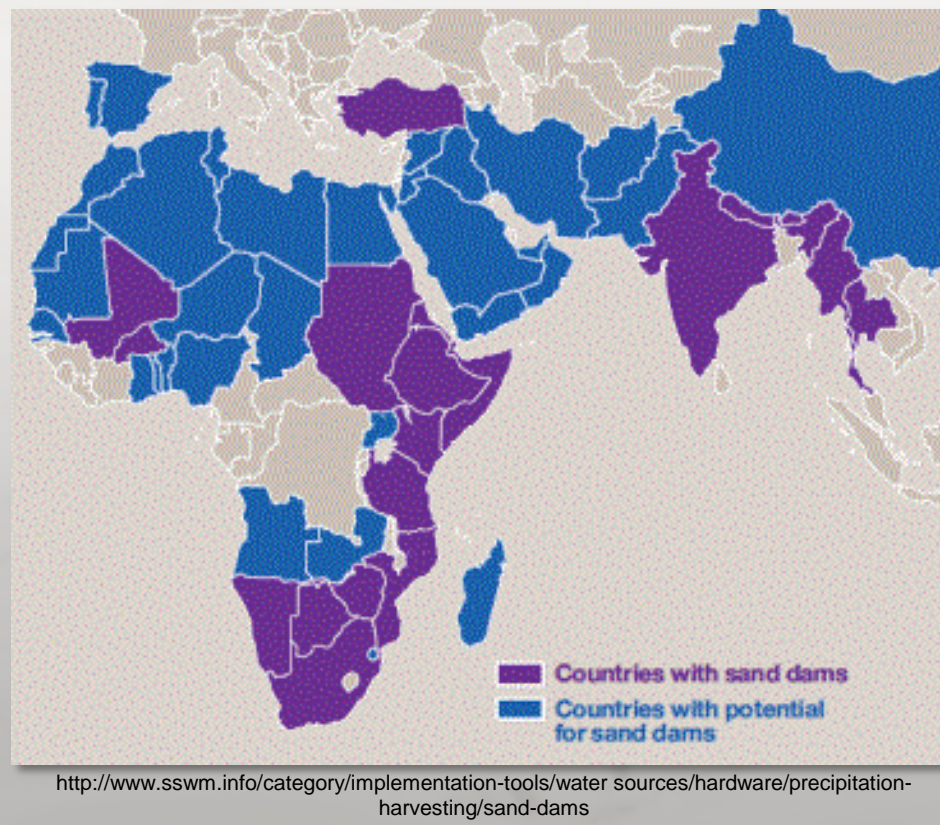 Countries with sand dams
Countries with potential
for sand dams
http://www.sswm.info/category/implementation-tools/water sources/hardware/precipitation-
harvesting/sand-dams